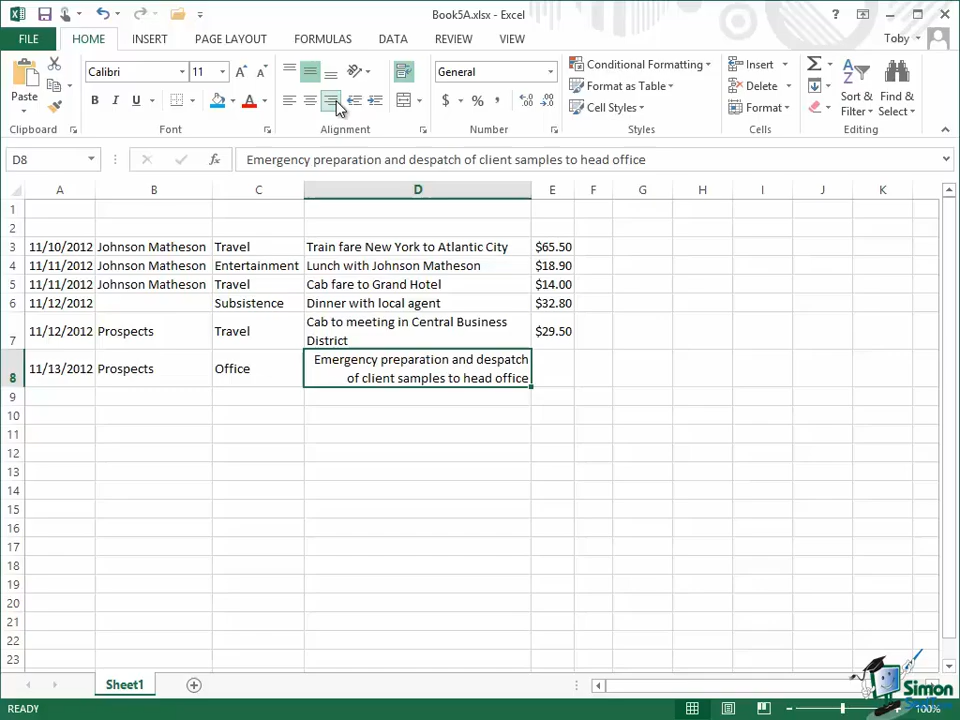 Book5A.xlsx - Excel
?
FILE HOME INSERT PAGE LAYOUT FORMULAS DATA REVIEW VIEW Toby
Paste
Calibri 11
B I U
General
$ % ,
Conditional Formatting
Format as Table
Cell Styles
Insert
Delete
Format
Sort & Filter
Find & Select
Clipboard Font Alignment Number Styles Cells Editing
D8 fx Emergency preparation and despatch of client samples to head office
A B C D E F G H I J K
1
2
3 11/10/2012 Johnson Matheson Travel Train fare New York to Atlantic City $65.50
4 11/11/2012 Johnson Matheson Entertainment Lunch with Johnson Matheson $18.90
5 11/11/2012 Johnson Matheson Travel Cab fare to Grand Hotel $14.00
6 11/12/2012 Subsistence Dinner with local agent $32.80
7 11/12/2012 Prospects Travel Cab to meeting in Central Business
District $29.50
8 11/13/2012 Prospects Office Emergency preparation and despatch
of client samples to head office
9
10
11
12
13
14
15
16
17
18
19
20
21
22
23
Sheet1
Simon
READY 100%